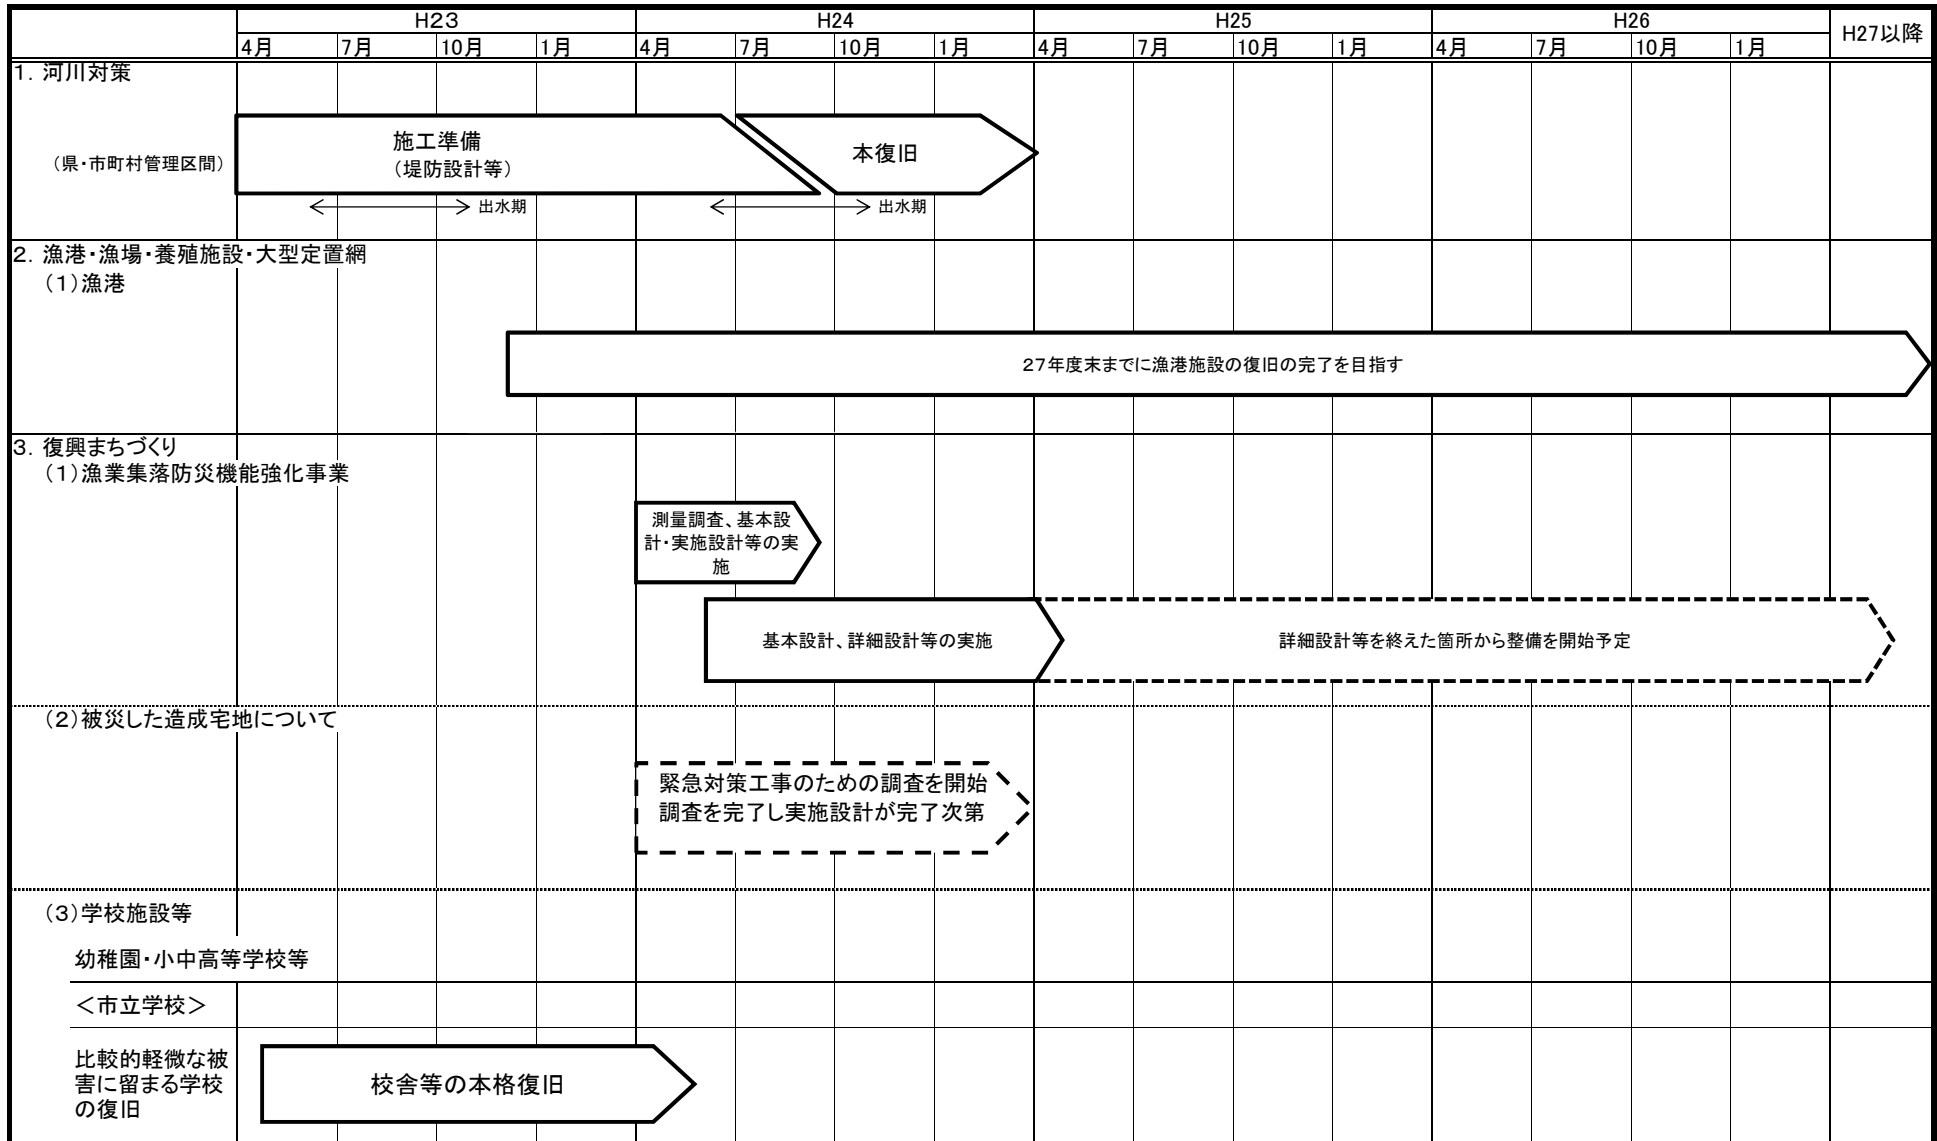 H23 H24 H25 H26 H27以降
4月 7月 10月 1月 4月 7月 10月 1月 4月 7月 10月 1月 4月 7月 10月 1月
1．河川対策
（県・市町村管理区間）
施工準備
（堤防設計等）
本復旧
出水期 出水期
2．漁港・漁場・養殖施設・大型定置網
（1）漁港
27年度末までに漁港施設の復旧の完了を目指す
3．復興まちづくり
（1）漁業集落防災機能強化事業
測量調査、基本設
計・実施設計等の実
施
基本設計、詳細設計等の実施 詳細設計等を終えた箇所から整備を開始予定
（2）被災した造成宅地について
緊急対策工事のための調査を開始
調査を完了し実施設計が完了次第
（3）学校施設等
幼稚園・小中高等学校等
＜市立学校＞
比較的軽微な被
害に留まる学校
の復旧
校舎等の本格復旧